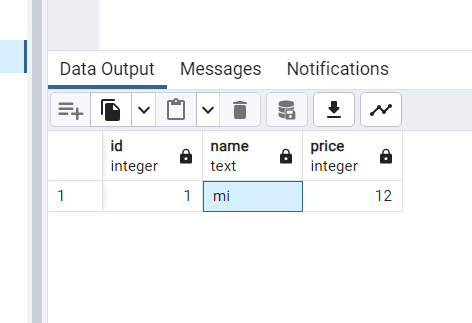 Data Output Messages Notifications
id name price
integer text integer
1 1 mi 12